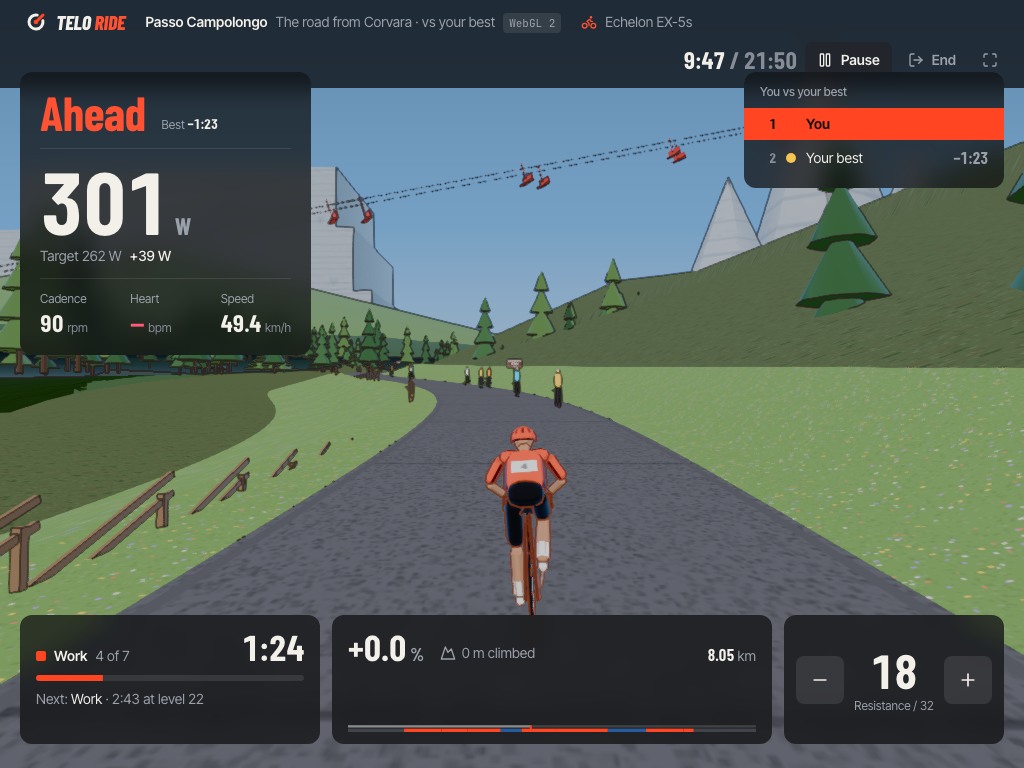 TELO RIDE Passo Campolongo The road from Corvara · vs your best WebGL 2 Echelon EX-5s
9:47 / 21:50 Pause End
Ahead Best −1:23
301 W
Target 262 W +39 W
Cadence Heart Speed
90 rpm – bpm 49.4 km/h
You vs your best
1 You
2 Your best −1:23
4
Work 4 of 7 1:24
Next: Work · 2:43 at level 22
+0.0 % 0 m climbed 8.05 km
− 18 +
Resistance / 32